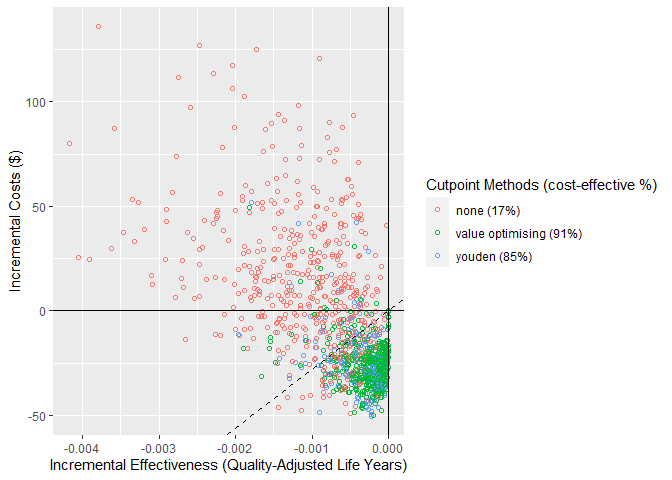 Incremental Costs ($)
100
50
0
-50
-0.004
-0.003
-0.002
-0.001
0.000
Incremental Effectiveness (Quality-Adjusted Life Years)
Cutpoint Methods (cost-effective %)
none (17%)
value optimising (91%)
youden (85%)